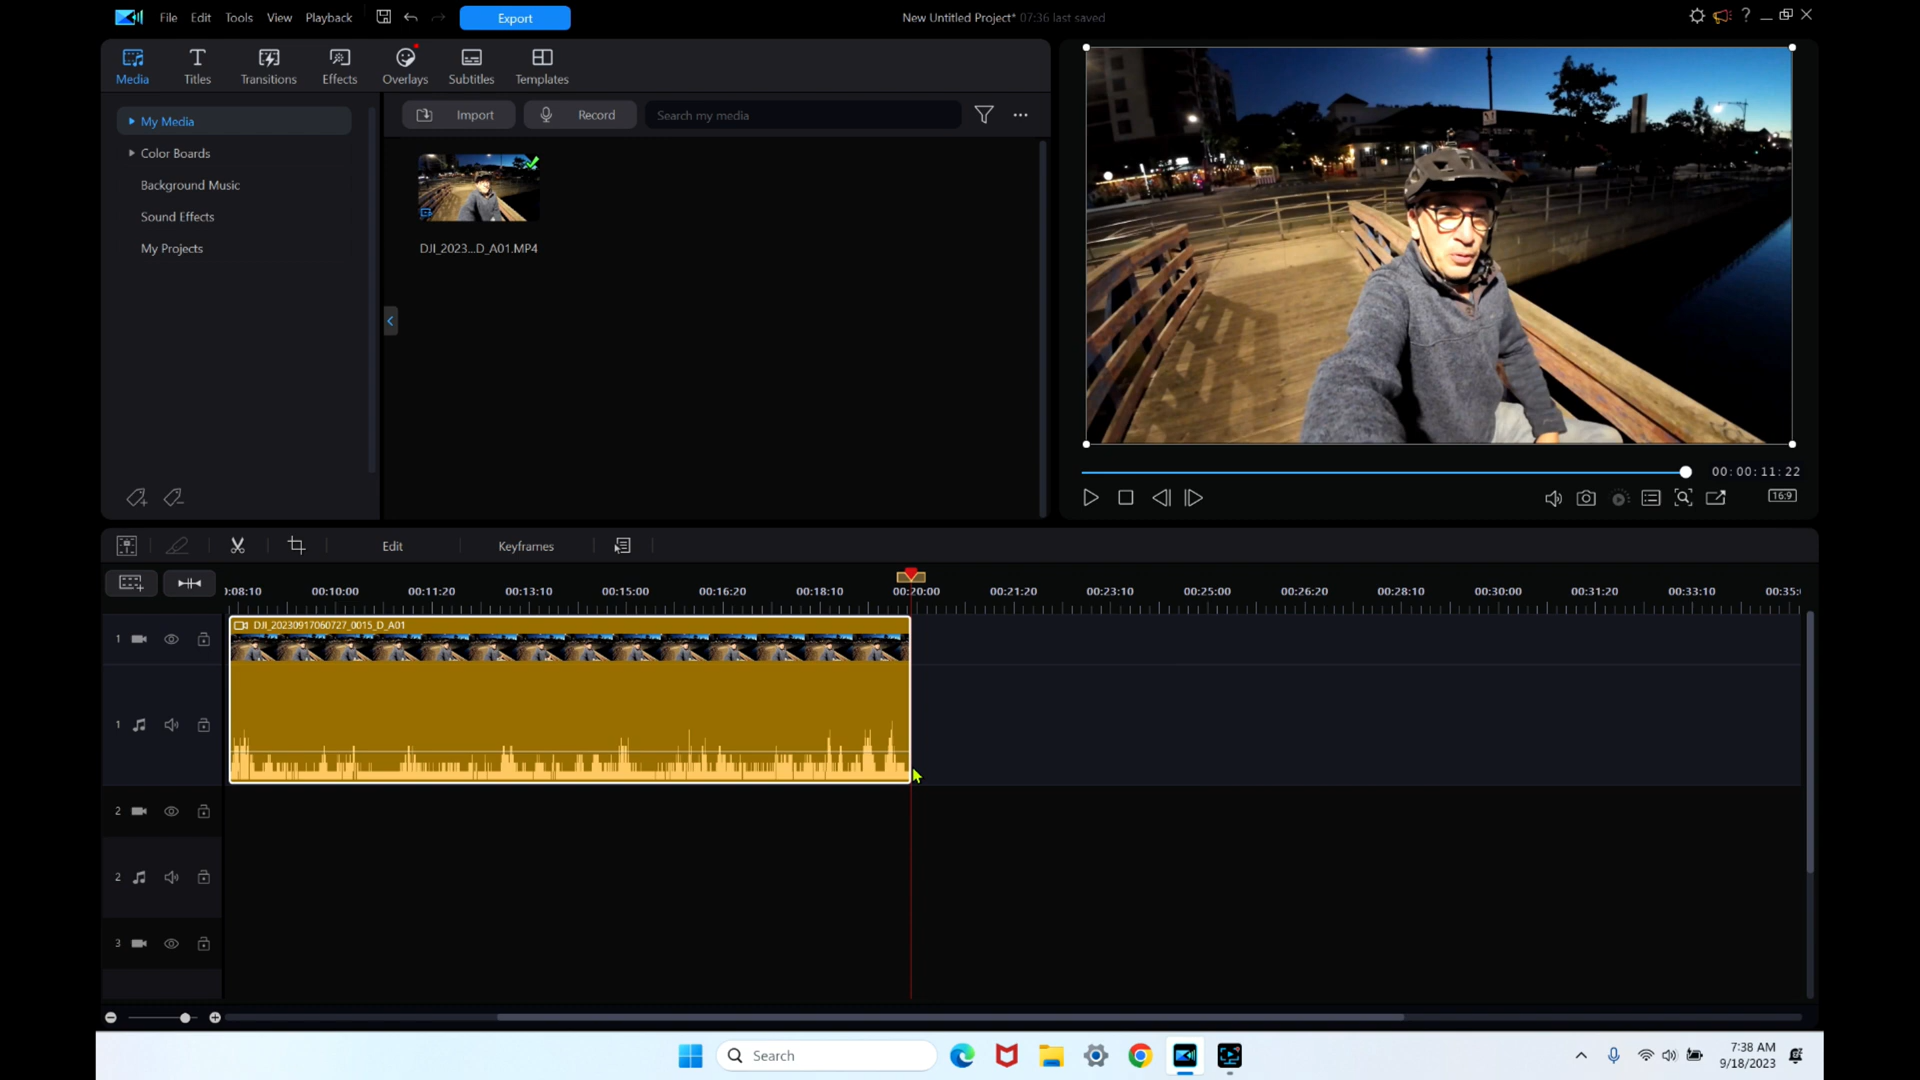 File Edit Tools View Playback Export New Untitled Project* 07:36 last saved
Media Titles Transitions Effects Overlays Subtitles Templates
My Media
Color Boards
Background Music
Sound Effects
My Projects
Import Record Search my media
DJI_2023...D_A01.MP4
00:00:11:22
16:9
Edit Keyframes
00:10:00 00:11:20 00:13:10 00:15:00 00:16:20 00:18:10 00:20:00 00:21:20 00:23:10 00:25:00 00:26:20 00:28:10 00:30:00 00:31:20 00:33:10
1 DJI_20230917060727_0015_D_A01
1
2
2
3
Search
7:38 AM
9/18/2023